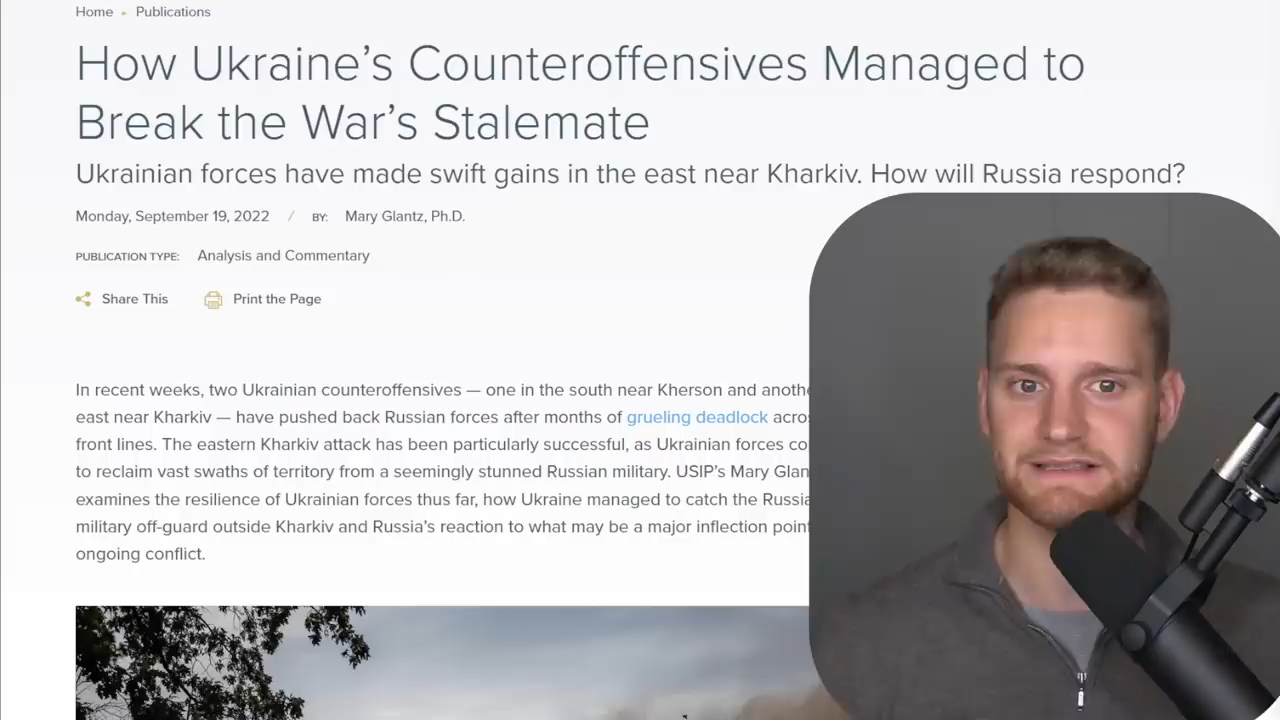 Home ▸ Publications
How Ukraine’s Counteroffensives Managed to
Break the War’s Stalemate
Ukrainian forces have made swift gains in the east near Kharkiv. How will Russia respond?
Monday, September 19, 2022 / BY: Mary Glantz, Ph.D.
PUBLICATION TYPE: Analysis and Commentary
Share This Print the Page
In recent weeks, two Ukrainian counteroffensives — one in the south near Kherson and
east near Kharkiv — have pushed back Russian forces after months of grueling deadlock
front lines. The eastern Kharkiv attack has been particularly successful, as Ukrainian forces
to reclaim vast swaths of territory from a seemingly stunned Russian military. USIP’s Mary
examines the resilience of Ukrainian forces thus far, how Ukraine managed to catch the
military off-guard outside Kharkiv and Russia’s reaction to what may be a major inflection point
ongoing conflict.